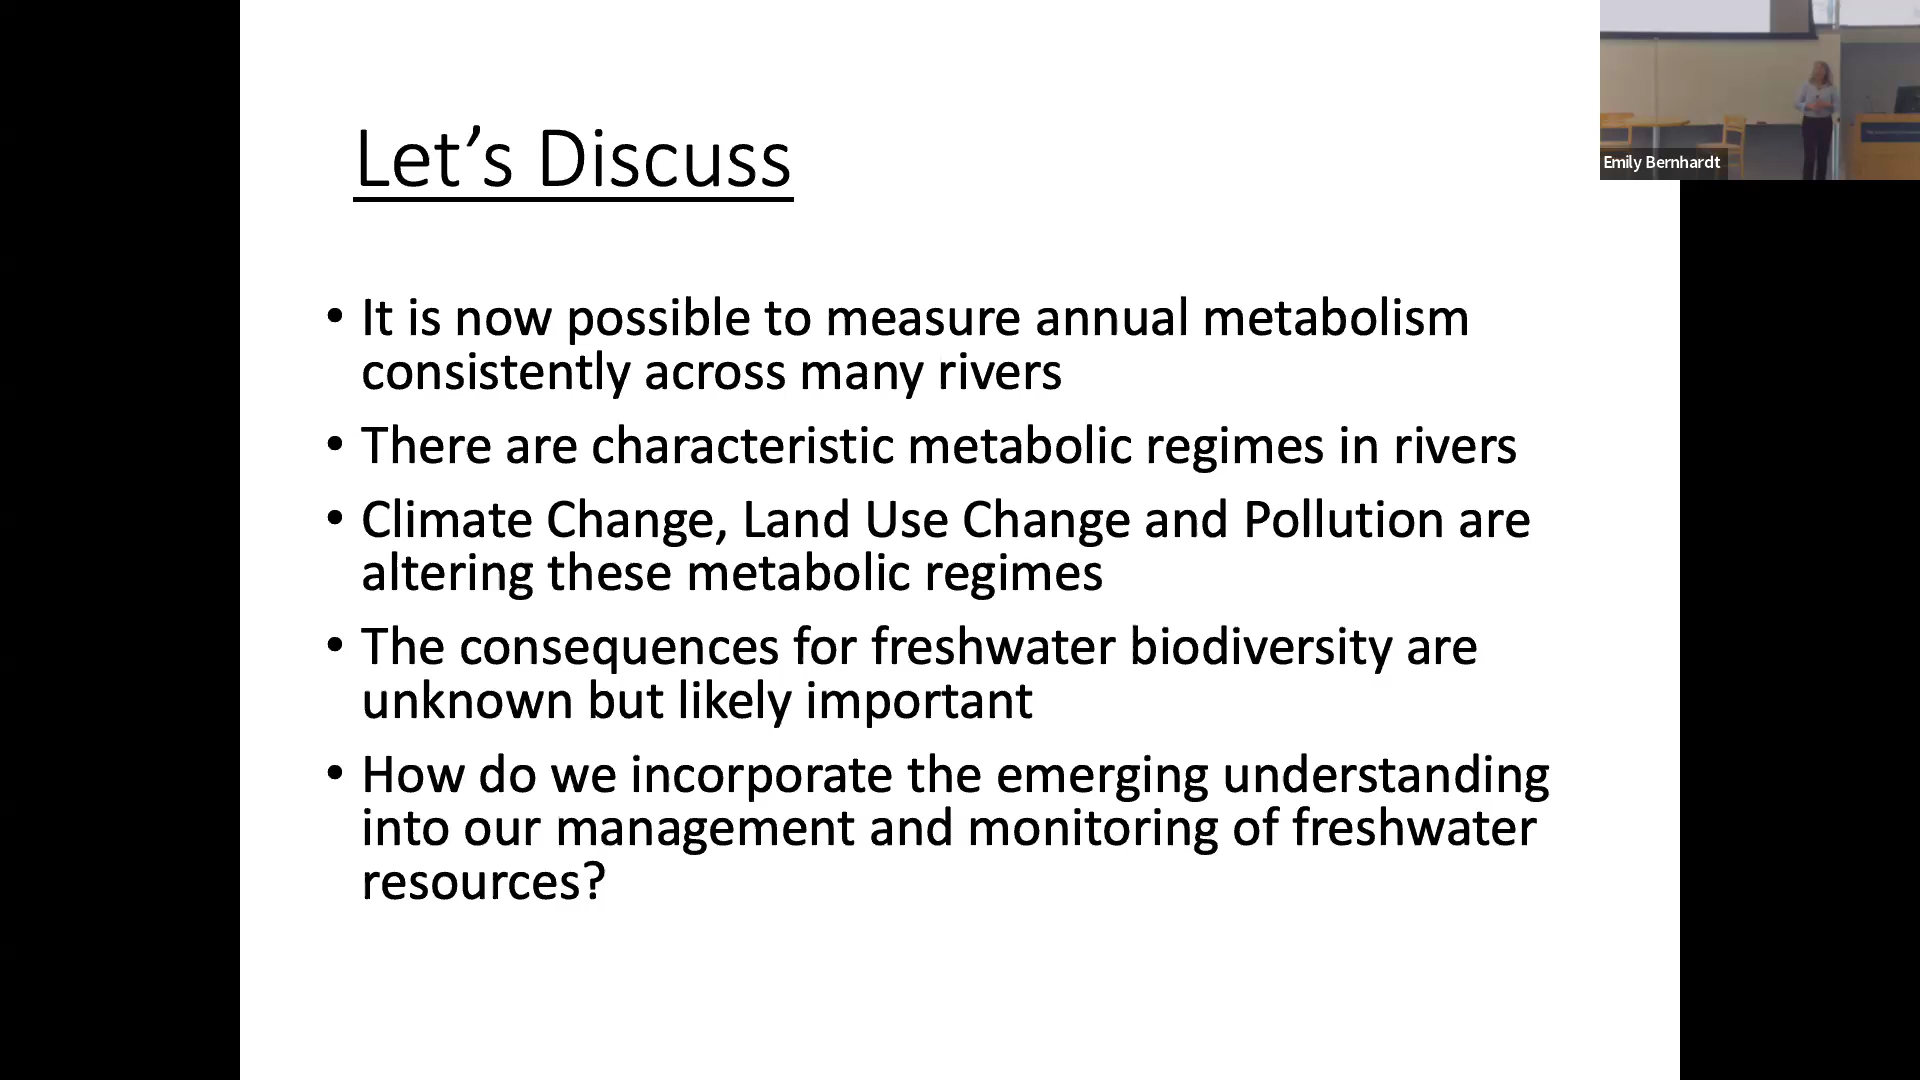 Let’s Discuss
• It is now possible to measure annual metabolism
consistently across many rivers
• There are characteristic metabolic regimes in rivers
• Climate Change, Land Use Change and Pollution are
altering these metabolic regimes
• The consequences for freshwater biodiversity are
unknown but likely important
• How do we incorporate the emerging understanding
into our management and monitoring of freshwater
resources?
Emily Bernhardt